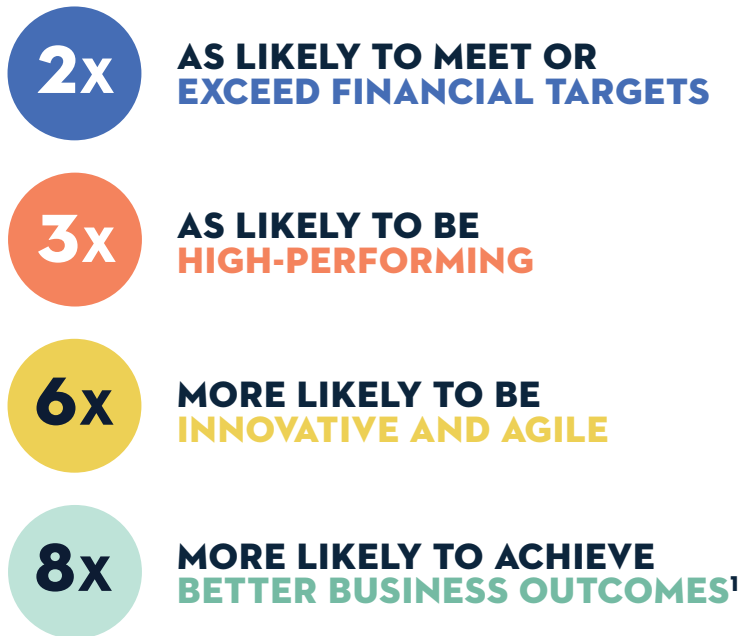 2x
AS LIKELY TO MEET OR
EXCEED FINANCIAL TARGETS
3x
AS LIKELY TO BE
HIGH-PERFORMING
6x
MORE LIKELY TO BE
INNOVATIVE AND AGILE
8x
MORE LIKELY TO ACHIEVE
BETTER BUSINESS OUTCOMES¹